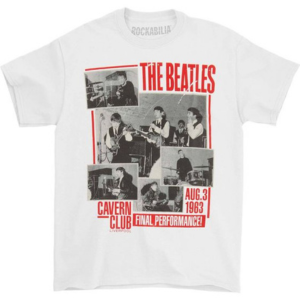 ROCKABILIA
THE BEATLES
AUG.3
1963
CAVERN
CLUB
FINAL PERFORMANCE!